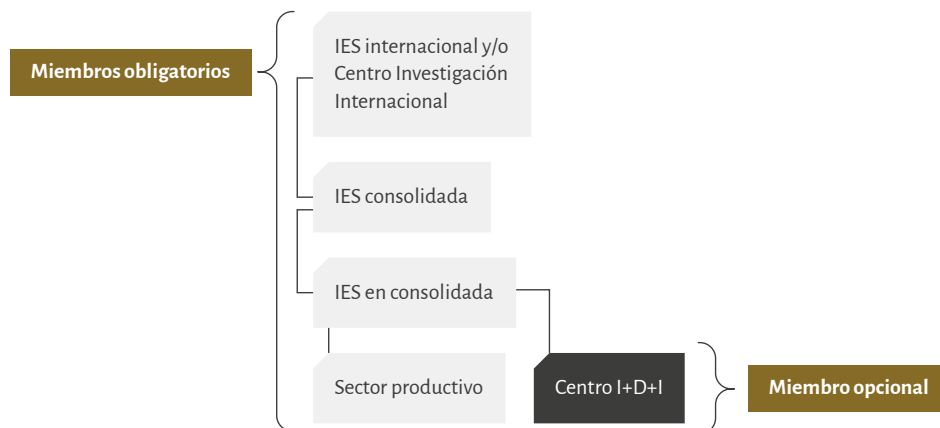 Miembros obligatorios
IES internacional y/o
Centro Investigación
Internacional
IES consolidada
IES en consolidada
Sector productivo
Centro I+D+I
Miembro opcional